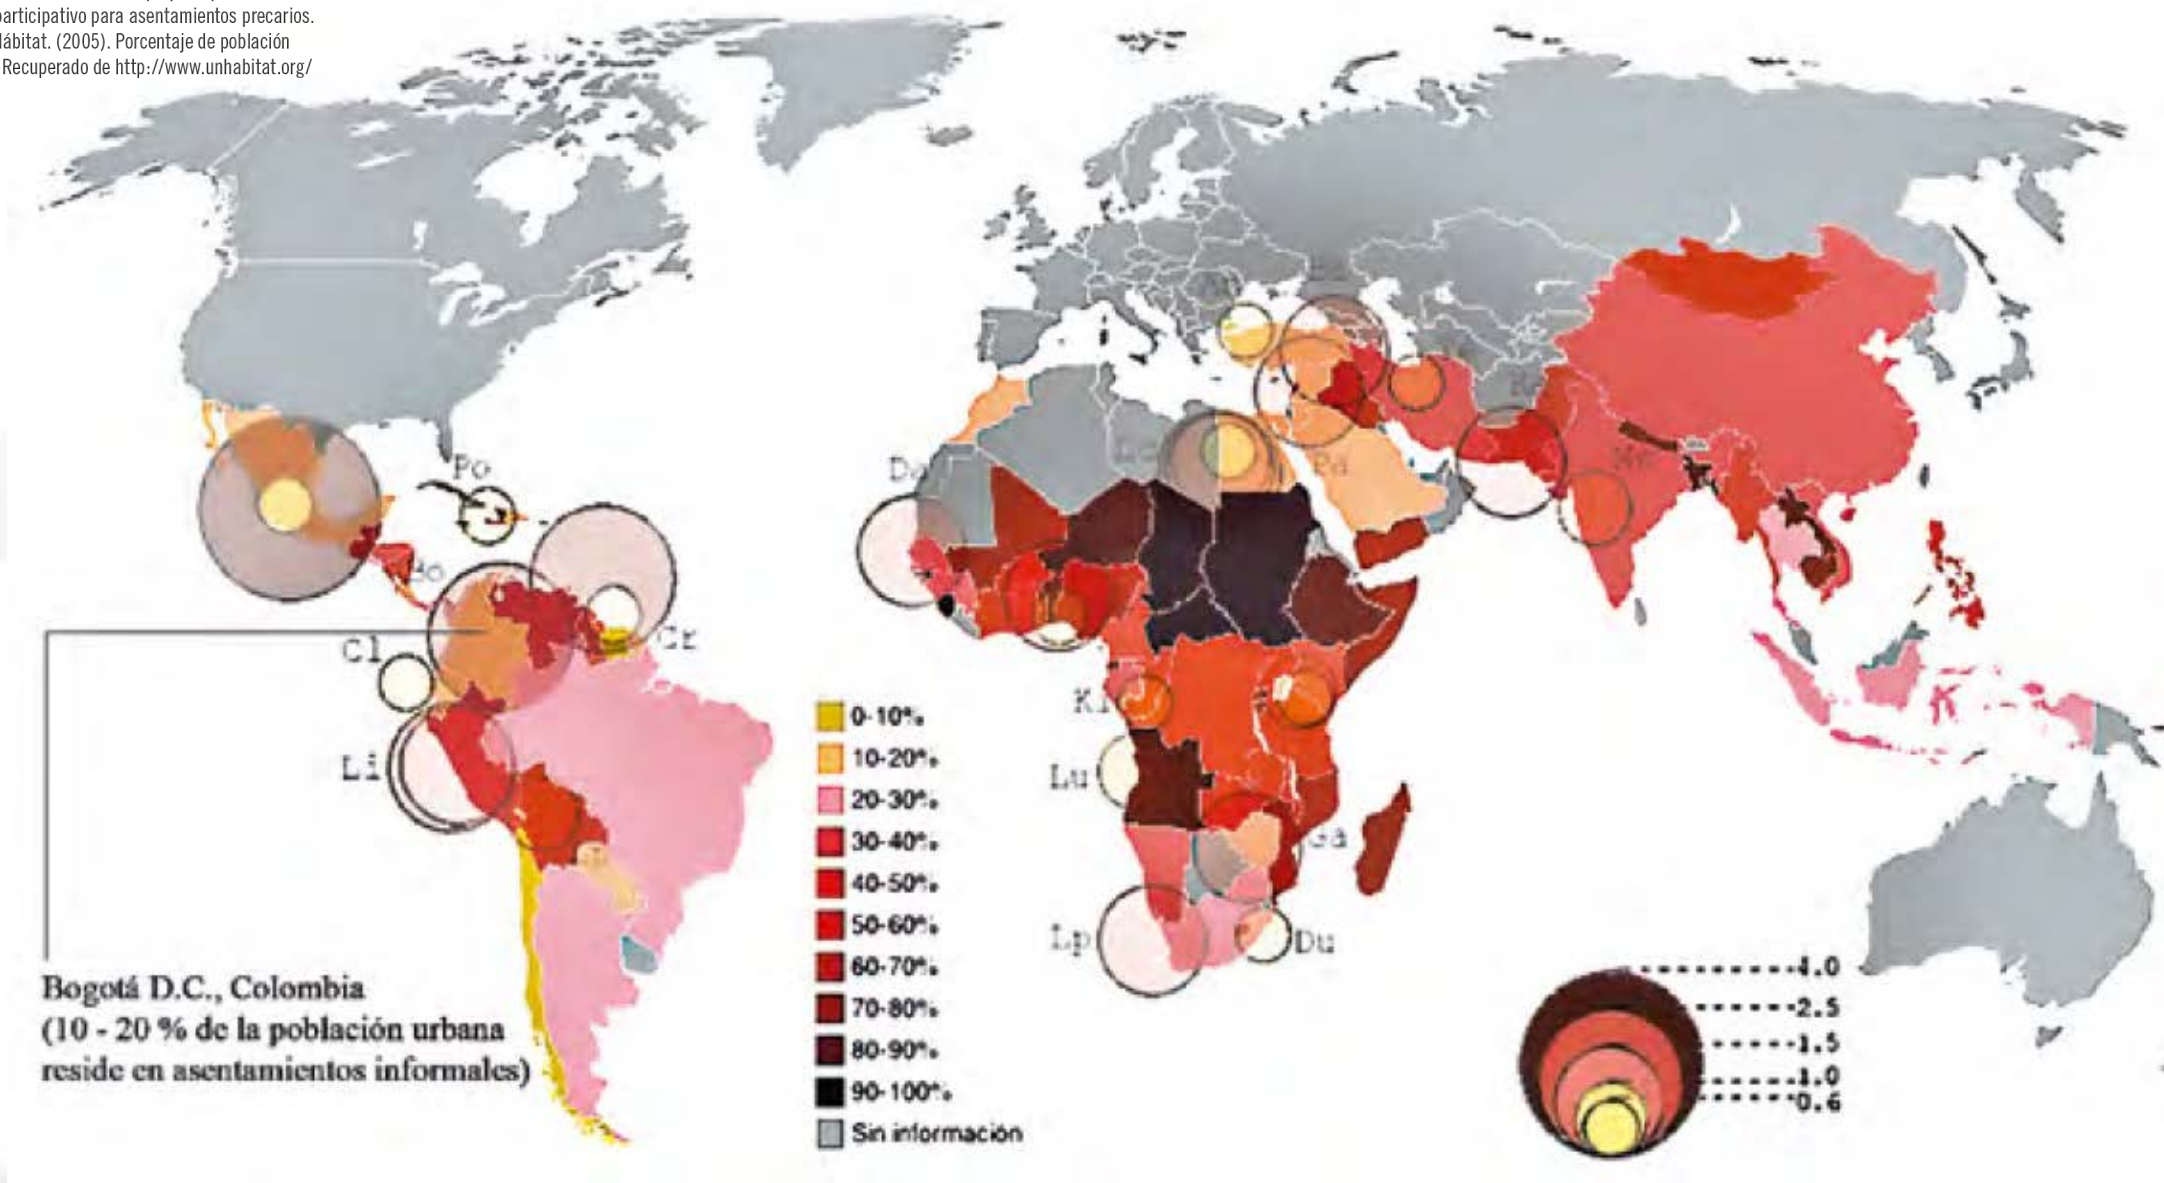 participativo para asentamientos precarios.
Hábitat. (2005). Porcentaje de población
Recuperado de http://www.unhabitat.org/
Po
Da
Cl
Cr
Li
Lu
Lp
Du
0-10%
10-20%
20-30%
30-40%
40-50%
50-60%
60-70%
70-80%
80-90%
90-100%
Sin información
Bogotá D.C., Colombia
(10 - 20 % de la población urbana
reside en asentamientos informales)
2.5
1.5
1.0
0.6